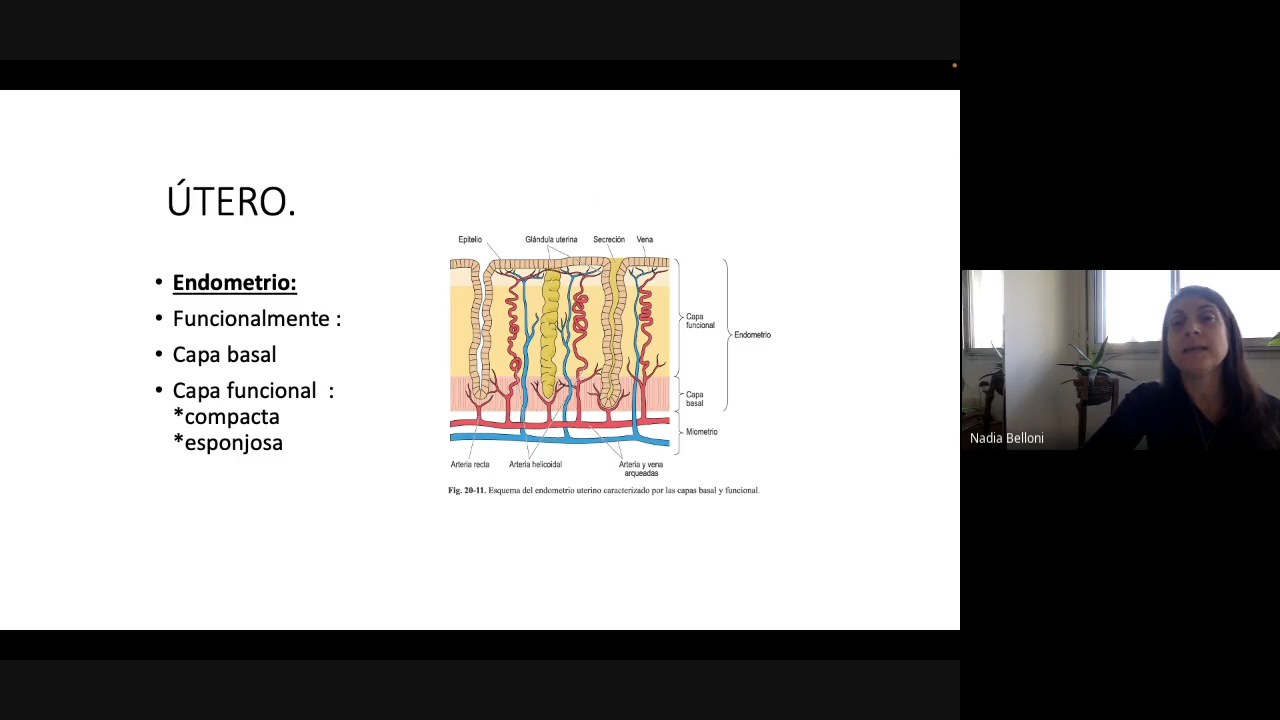 ÚTERO.
• Endometrio:
• Funcionalmente :
• Capa basal
• Capa funcional :
*compacta
*esponjosa
Epitelio
Glándula uterina
Secreción
Vena
Capa
funcional
Endometrio
Capa
basal
Miometrio
Arteria recta
Arteria helicoidal
Arteria y vena
arqueadas
Fig. 20-11. Esquema del endometrio uterino caracterizado por las capas basal y funcional.
Nadia Belloni